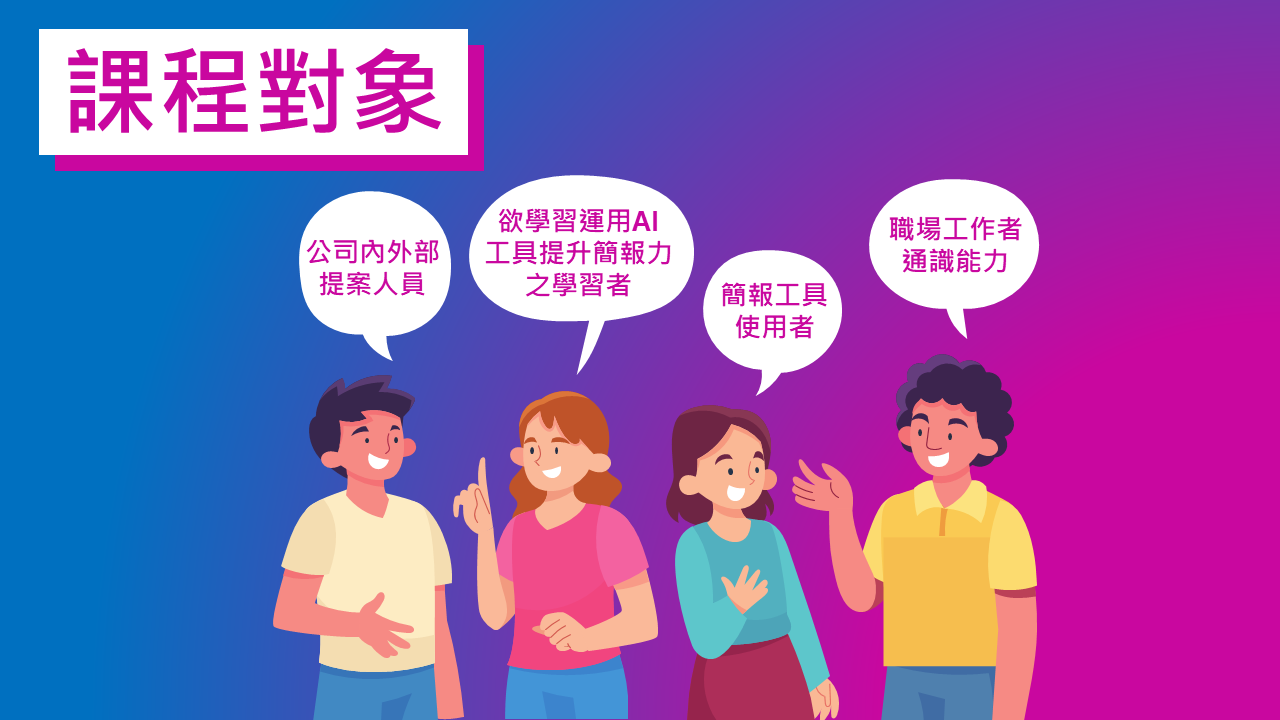 課程對象
公司內外部
提案人員
欲學習運用AI
工具提升簡報力
之學習者
簡報工具
使用者
職場工作者
通識能力